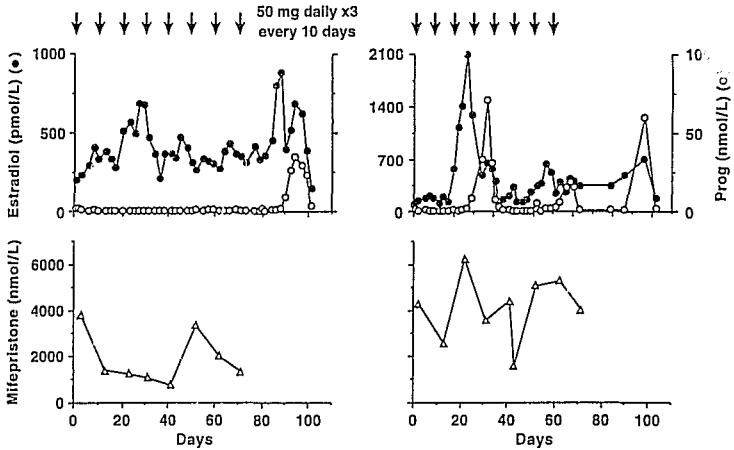 50 mg daily x3
every 10 days
1000
500
0
Estradiol (pmol/L) (●)
2100
1400
700
0
10
50
0
Prog (nmol/L)
6000
4000
2000
0
Mifepristone (nmol/L)
0 20 40 60 80 100
Days
0 20 40 60 80 100
Days